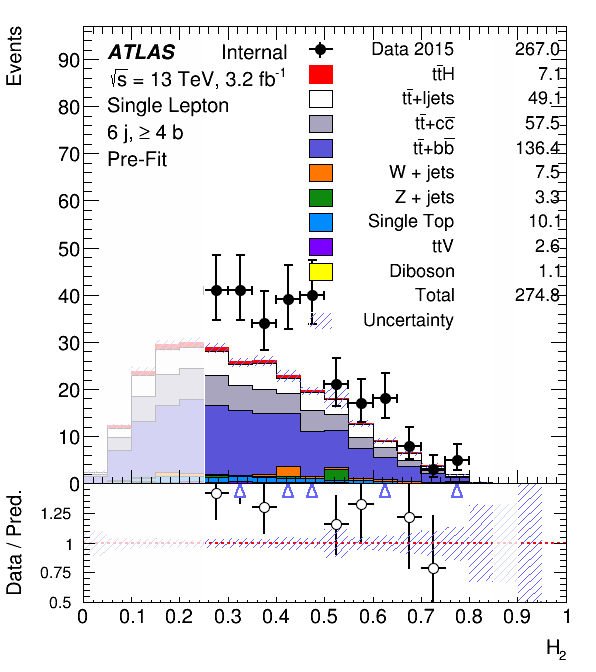 Events
ATLAS Internal
√s = 13 TeV, 3.2 fb⁻¹
Single Lepton
6 j, ≥ 4 b
Pre-Fit
Data 2015 267.0
tt̄H 7.1
tt̄+ljets 49.1
tt̄+cc̄ 57.5
tt̄+bb̄ 136.4
W + jets 7.5
Z + jets 3.3
Single Top 10.1
ttV 2.6
Diboson 1.1
Total 274.8
Uncertainty
90
80
70
60
50
40
30
20
10
0
Data / Pred.
1.25
1
0.75
0.5
0 0.1 0.2 0.3 0.4 0.5 0.6 0.7 0.8 0.9 1
H₂